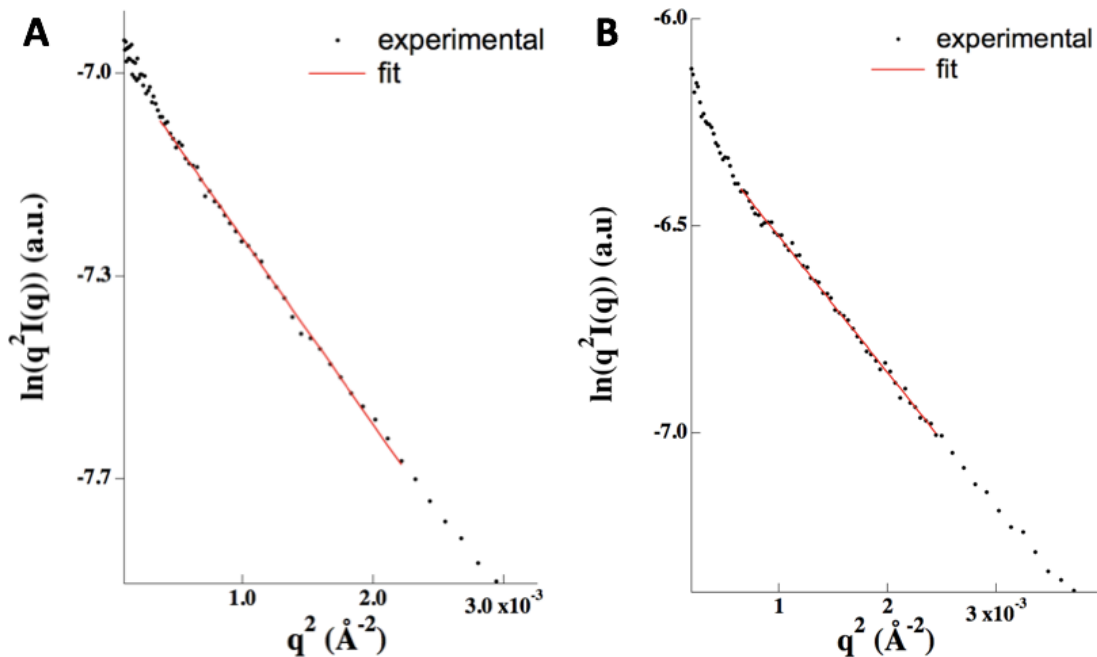 A
experimental
fit
-7.0
-7.3
-7.7
ln(q²I(q)) (a.u.)
1.0
2.0
3.0 x10⁻³
q² (Å⁻²)
B
experimental
fit
-6.0
-6.5
-7.0
ln(q²I(q)) (a.u)
1
2
3 x10⁻³
q² (Å⁻²)